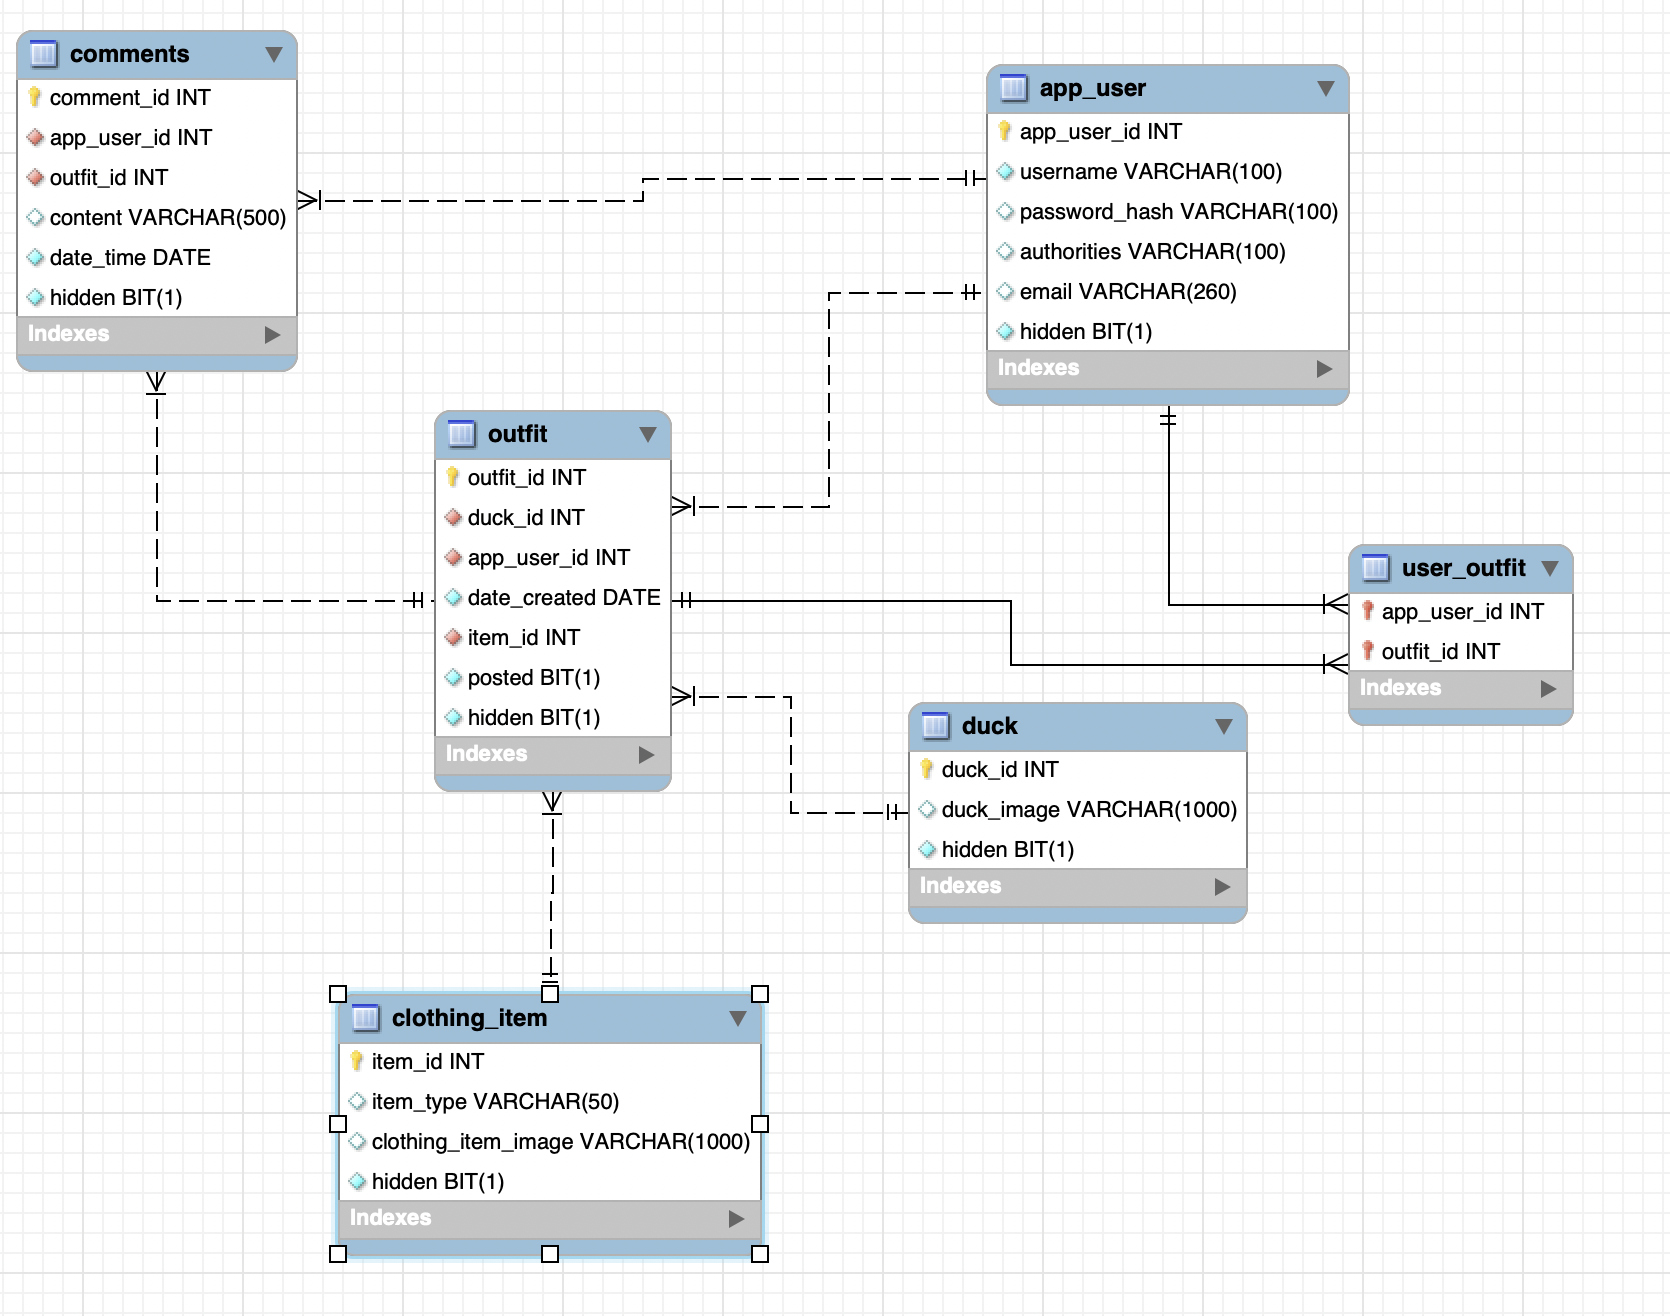 comments
comment_id INT
app_user_id INT
outfit_id INT
content VARCHAR(500)
date_time DATE
hidden BIT(1)
Indexes
app_user
app_user_id INT
username VARCHAR(100)
password_hash VARCHAR(100)
authorities VARCHAR(100)
email VARCHAR(260)
hidden BIT(1)
Indexes
outfit
outfit_id INT
duck_id INT
app_user_id INT
date_created DATE
item_id INT
posted BIT(1)
hidden BIT(1)
Indexes
user_outfit
app_user_id INT
outfit_id INT
Indexes
duck
duck_id INT
duck_image VARCHAR(1000)
hidden BIT(1)
Indexes
clothing_item
item_id INT
item_type VARCHAR(50)
clothing_item_image VARCHAR(1000)
hidden BIT(1)
Indexes